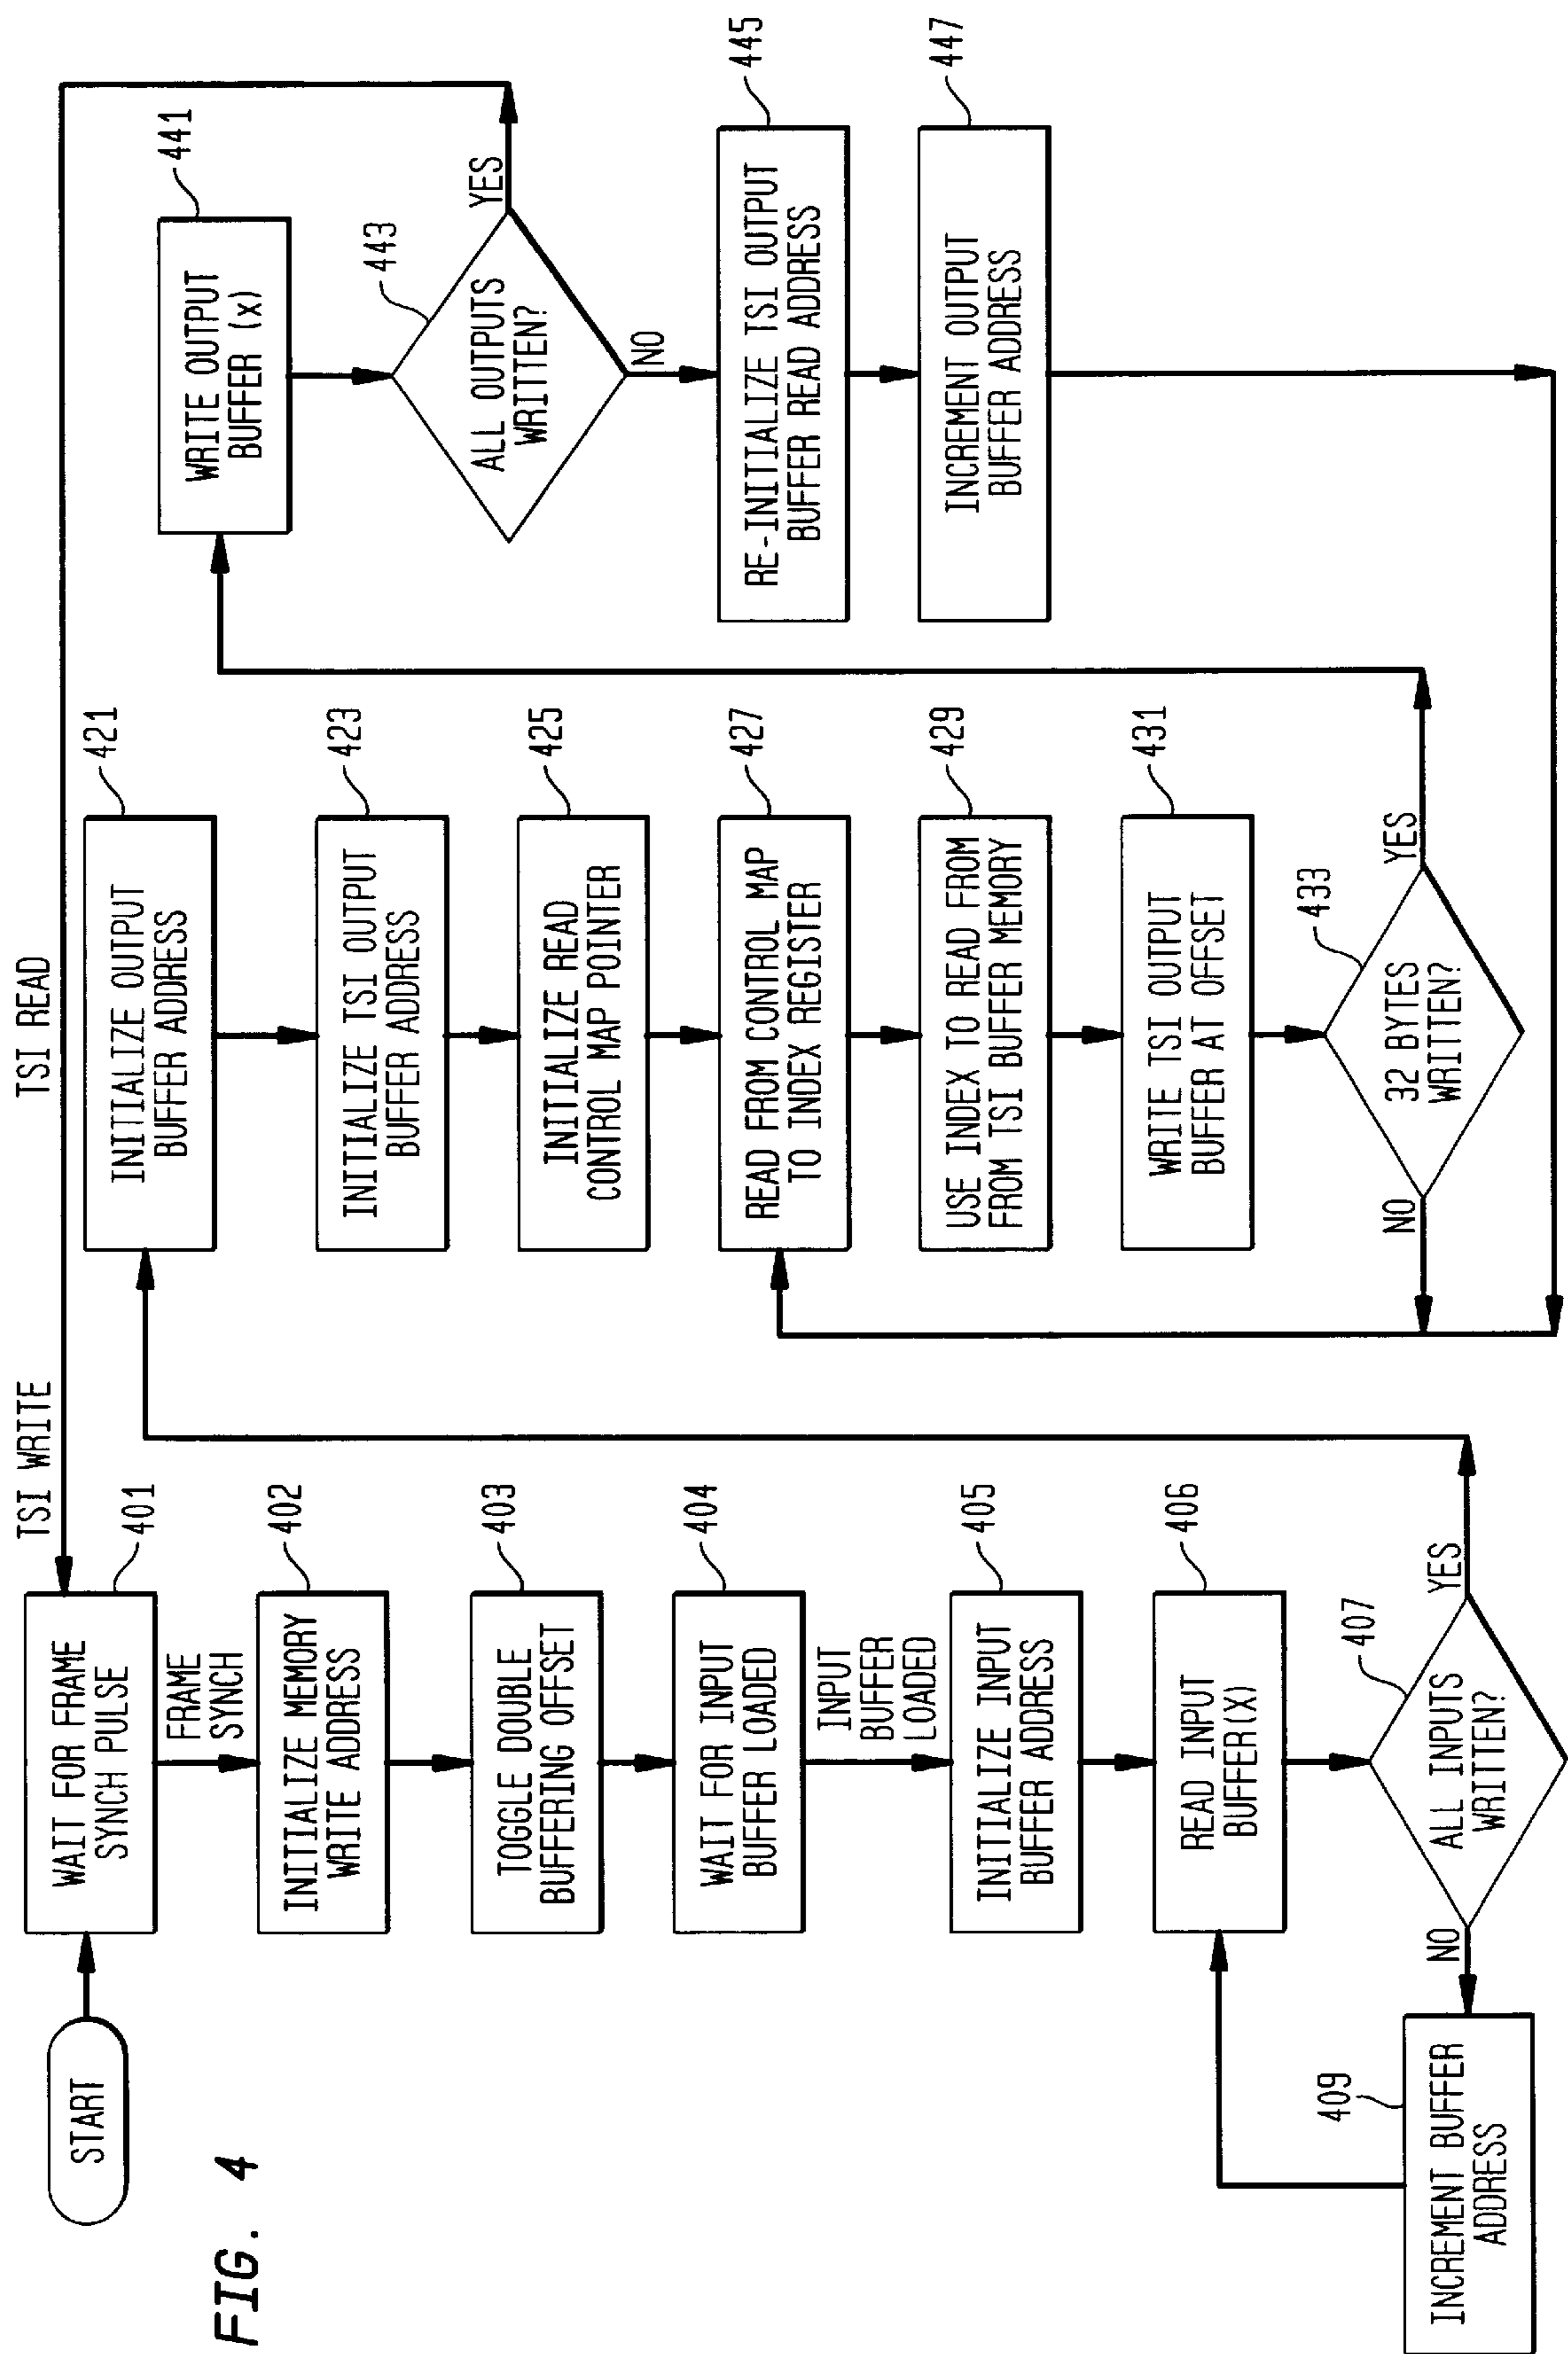 FIG. 4
START
TSI WRITE
WAIT FOR FRAME
SYNCH PULSE
401
FRAME
SYNCH
INITIALIZE MEMORY
WRITE ADDRESS
402
TOGGLE DOUBLE
BUFFERING OFFSET
403
WAIT FOR INPUT
BUFFER LOADED
404
INPUT
BUFFER
LOADED
INITIALIZE INPUT
BUFFER ADDRESS
405
READ INPUT
BUFFER(X)
406
ALL INPUTS
WRITTEN?
407
YES
NO
INCREMENT BUFFER
ADDRESS
409
TSI READ
INITIALIZE OUTPUT
BUFFER ADDRESS
421
INITIALIZE TSI OUTPUT
BUFFER ADDRESS
423
INITIALIZE READ
CONTROL MAP POINTER
425
READ FROM CONTROL MAP
TO INDEX REGISTER
427
USE INDEX TO READ FROM
FROM TSI BUFFER MEMORY
429
WRITE TSI OUTPUT
BUFFER AT OFFSET
431
32 BYTES
WRITTEN?
433
NO
YES
WRITE OUTPUT
BUFFER (x)
441
ALL OUTPUTS
WRITTEN?
443
YES
NO
RE-INITIALIZE TSI OUTPUT
BUFFER READ ADDRESS
445
INCREMENT OUTPUT
BUFFER ADDRESS
447